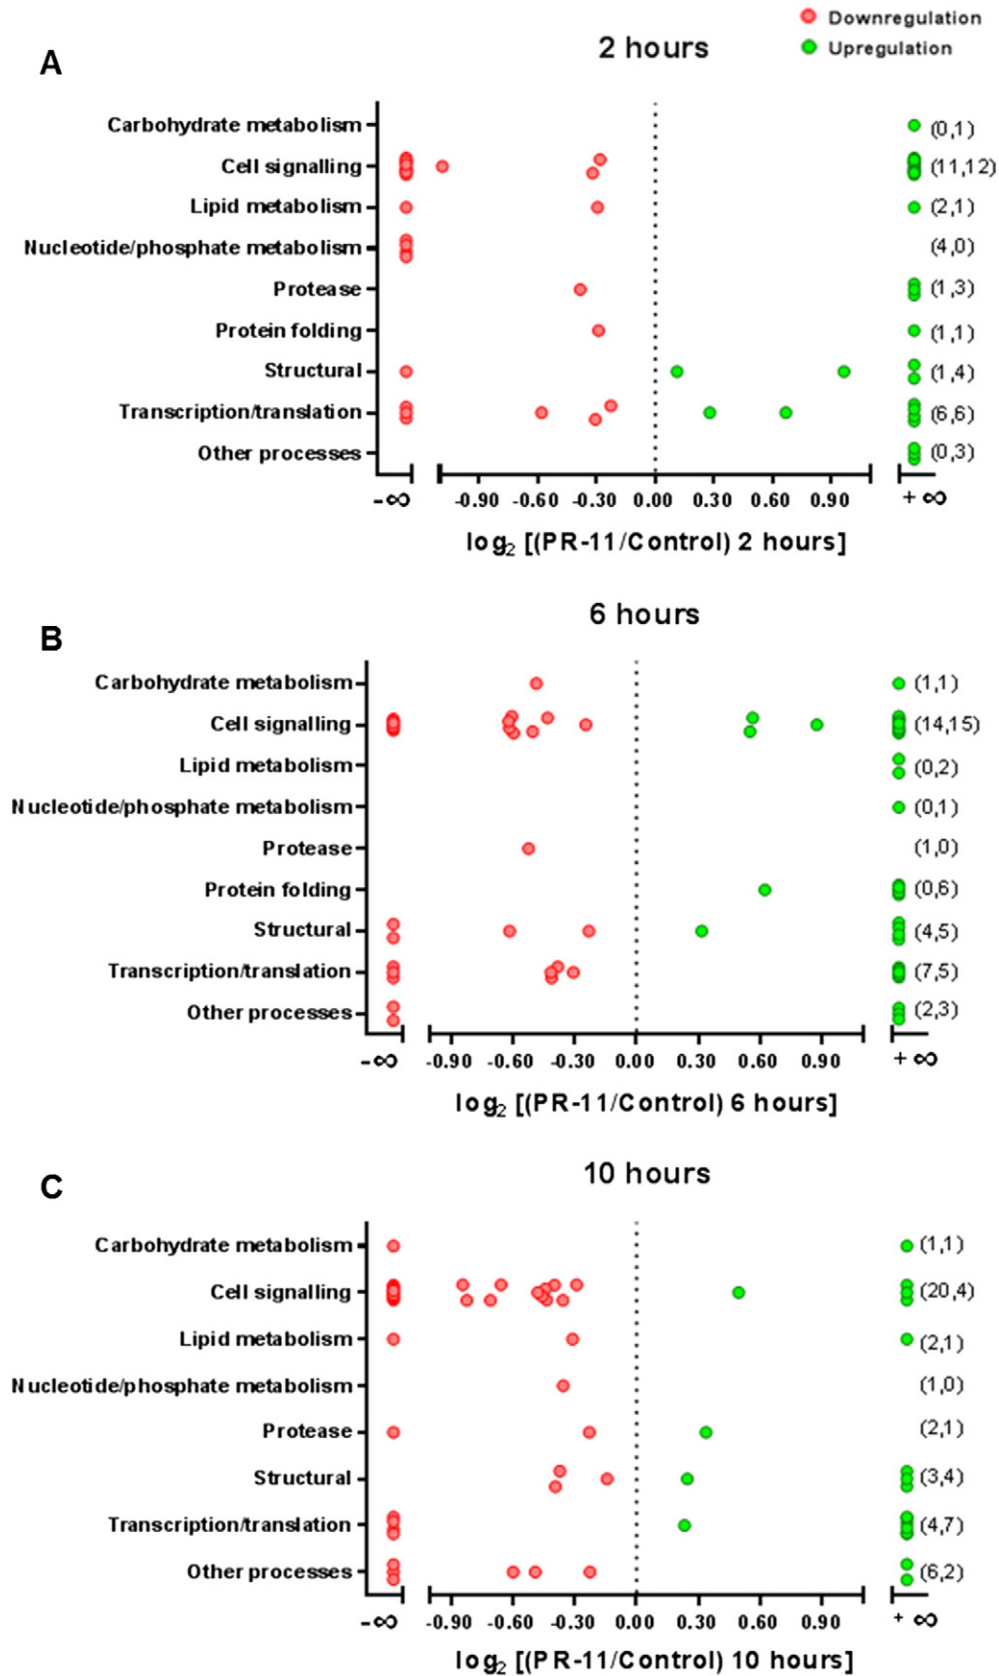 Downregulation
Upregulation
A
2 hours
Carbohydrate metabolism
(0,1)
Cell signalling
(11,12)
Lipid metabolism
(2,1)
Nucleotide/phosphate metabolism
(4,0)
Protease
(1,3)
Protein folding
(1,1)
Structural
(1,4)
Transcription/translation
(6,6)
Other processes
(0,3)
-∞ -0.90 -0.60 -0.30 0.00 0.30 0.60 0.90 + ∞
log2 [(PR-11/Control) 2 hours]
B
6 hours
Carbohydrate metabolism
(1,1)
Cell signalling
(14,15)
Lipid metabolism
(0,2)
Nucleotide/phosphate metabolism
(0,1)
Protease
(1,0)
Protein folding
(0,6)
Structural
(4,5)
Transcription/translation
(7,5)
Other processes
(2,3)
-∞ -0.90 -0.60 -0.30 0.00 0.30 0.60 0.90 + ∞
log2 [(PR-11/Control) 6 hours]
C
10 hours
Carbohydrate metabolism
(1,1)
Cell signalling
(20,4)
Lipid metabolism
(2,1)
Nucleotide/phosphate metabolism
(1,0)
Protease
(2,1)
Structural
(3,4)
Transcription/translation
(4,7)
Other processes
(6,2)
-∞ -0.90 -0.60 -0.30 0.00 0.30 0.60 0.90 + ∞
log2 [(PR-11/Control) 10 hours]